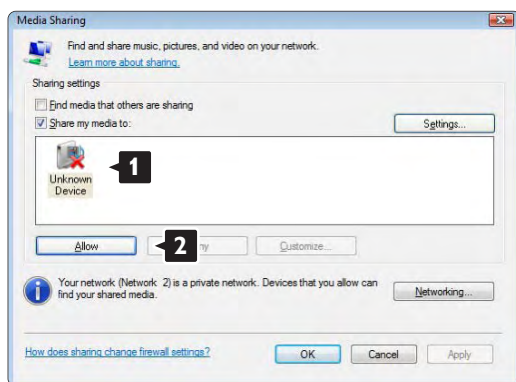 Media Sharing
Find and share music, pictures, and video on your network.
Learn more about sharing.
Sharing settings
Find media that others are sharing
Share my media to:
Settings...
1
Unknown
Device
Allow
2
ny
Customize...
Your network (Network 2) is a private network. Devices that you allow can
find your shared media.
Networking...
How does sharing change firewall settings?
OK
Cancel
Apply